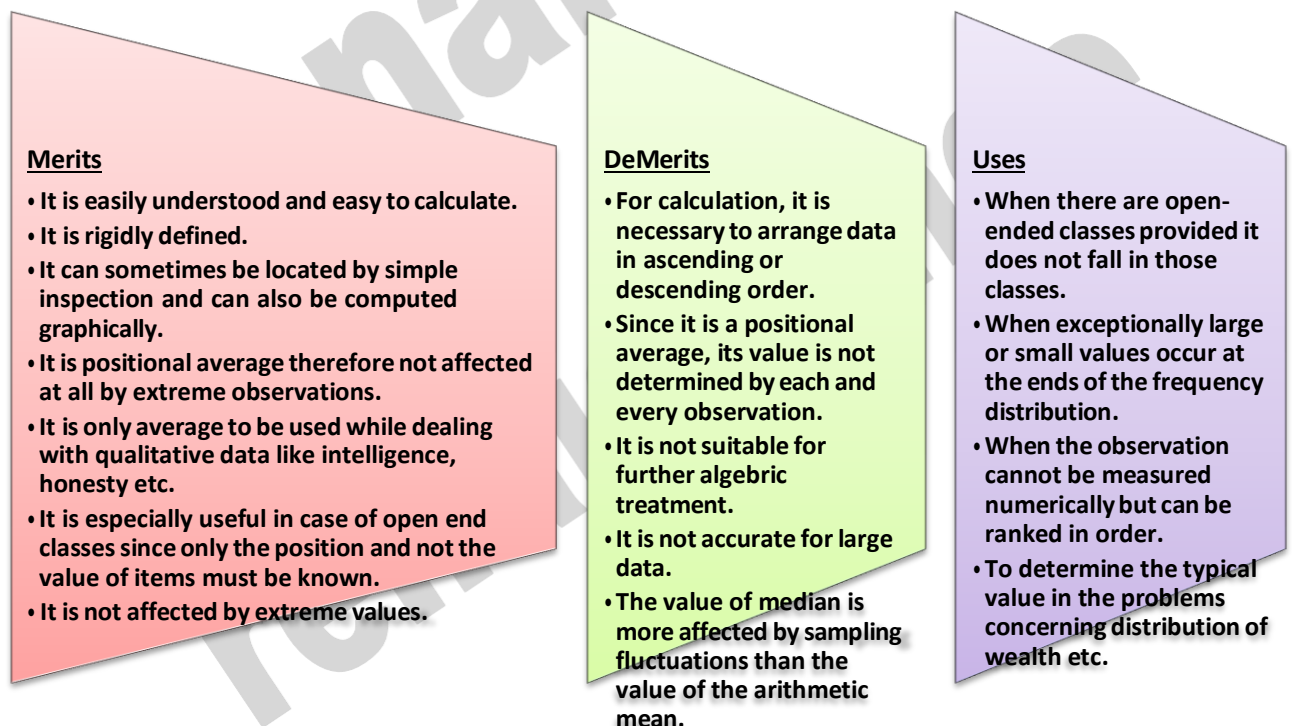 Merits
• It is easily understood and easy to calculate.
• It is rigidly defined.
• It can sometimes be located by simple
inspection and can also be computed
graphically.
• It is positional average therefore not affected
at all by extreme observations.
• It is only average to be used while dealing
with qualitative data like intelligence,
honesty etc.
• It is especially useful in case of open end
classes since only the position and not the
value of items must be known.
• It is not affected by extreme values.
DeMerits
• For calculation, it is
necessary to arrange data
in ascending or
descending order.
• Since it is a positional
average, its value is not
determined by each and
every observation.
• It is not suitable for
further algebric
treatment.
• It is not accurate for large
data.
• The value of median is
more affected by sampling
fluctuations than the
value of the arithmetic
mean.
Uses
• When there are open-
ended classes provided it
does not fall in those
classes.
• When exceptionally large
or small values occur at
the ends of the frequency
distribution.
• When the observation
cannot be measured
numerically but can be
ranked in order.
• To determine the typical
value in the problems
concerning distribution of
wealth etc.